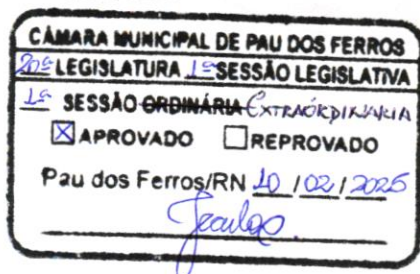 CÂMARA MUNICIPAL DE PAU DOS FERROS
20ª LEGISLATURA 1ª SESSÃO LEGISLATIVA
1ª SESSÃO ORDINÁRIA EXTRAÓRDINARIA
☒ APROVADO ☐ REPROVADO
Pau dos Ferros/RN 10 / 02 / 2025